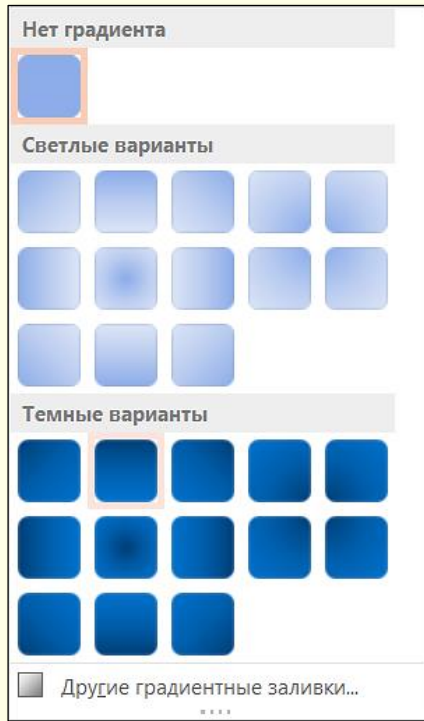 Нет градиента
Светлые варианты
Темные варианты
Другие градиентные заливки...